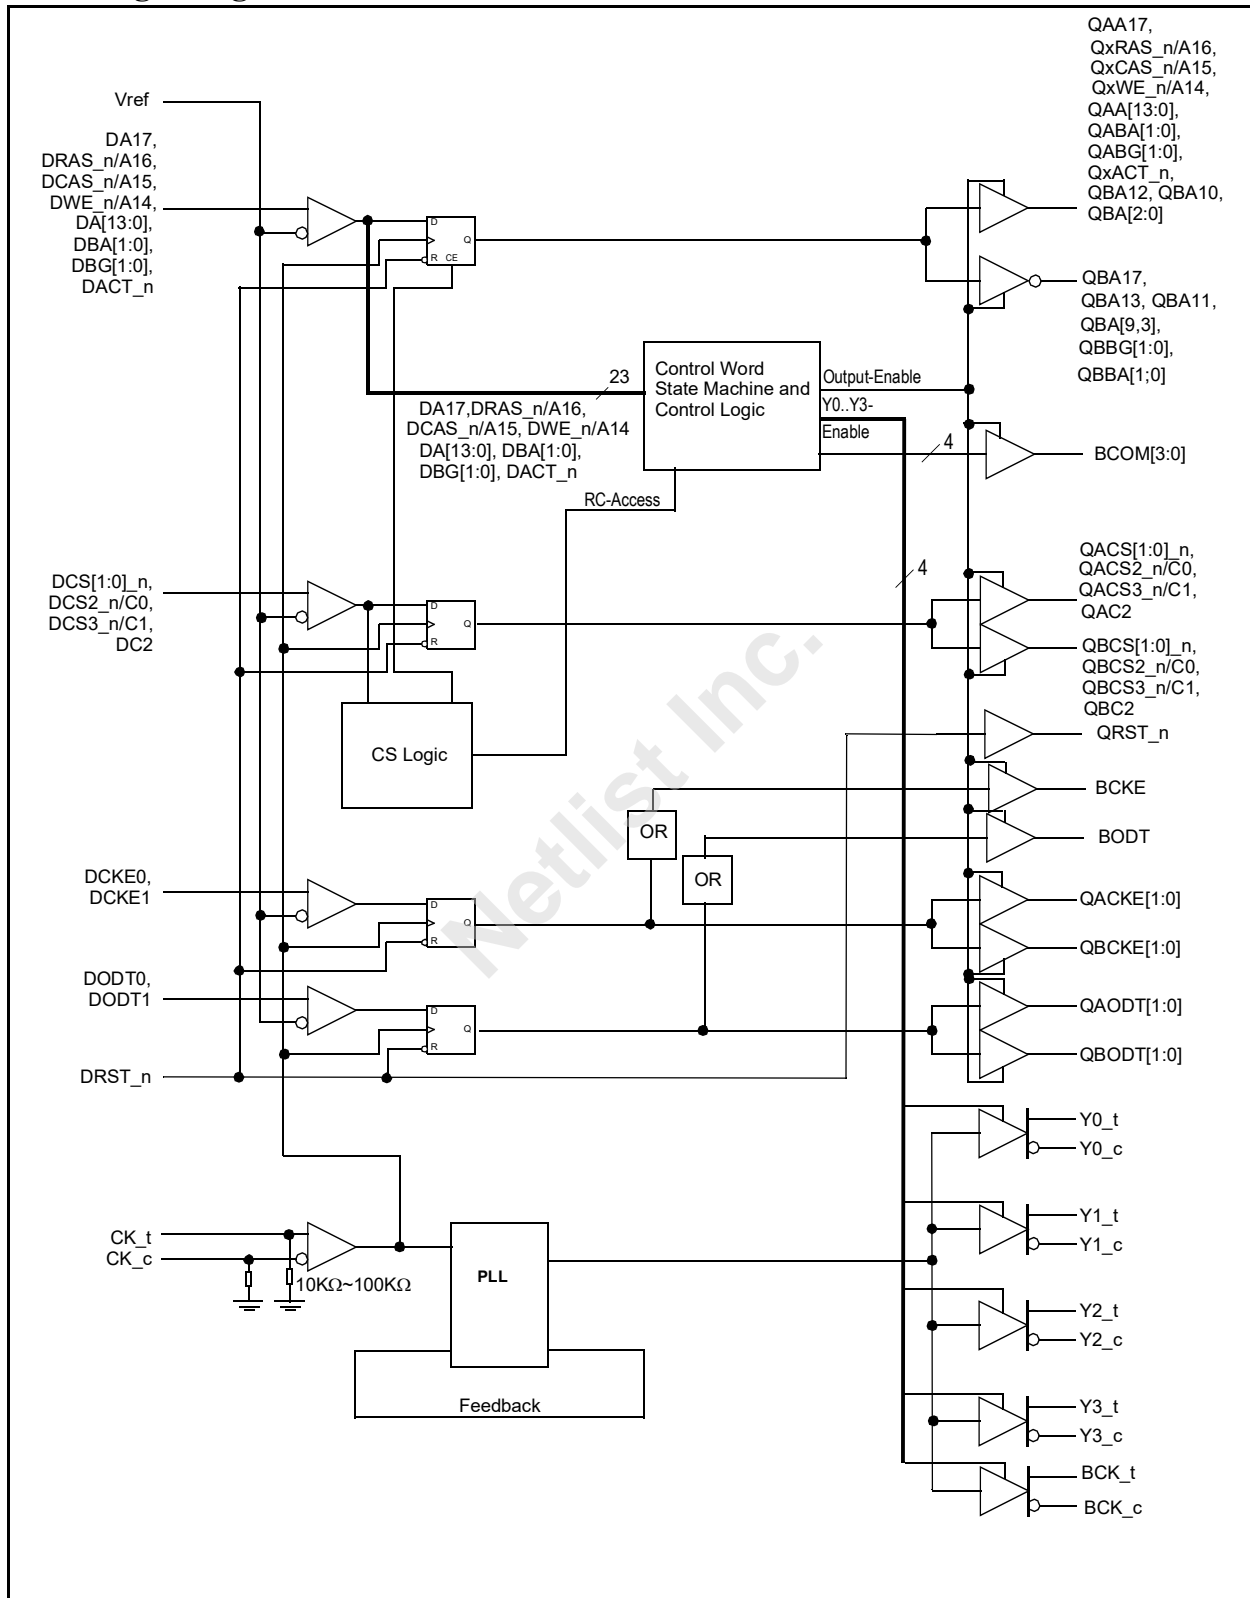 QAA17,
QxRAS_n/A16,
QxCAS_n/A15,
QxWE_n/A14,
QAA[13:0],
QABA[1:0],
QABG[1:0],
QxACT_n,
QBA12, QBA10,
QBA[2:0]
Vref
DA17,
DRAS_n/A16,
DCAS_n/A15,
DWE_n/A14,
DA[13:0],
DBA[1:0],
DBG[1:0],
DACT_n
D
Q
R CE
QBA17,
QBA13, QBA11,
QBA[9,3],
QBBG[1:0],
QBBA[1;0]
Control Word
State Machine and
Control Logic
23
Output-Enable
Y0..Y3-
Enable
DA17,DRAS_n/A16,
DCAS_n/A15, DWE_n/A14
DA[13:0], DBA[1:0],
DBG[1:0], DACT_n
4
BCOM[3:0]
RC-Access
4
DCS[1:0]_n,
DCS2_n/C0,
DCS3_n/C1,
DC2
D
Q
R
QACS[1:0]_n,
QACS2_n/C0,
QACS3_n/C1,
QAC2
QBCS[1:0]_n,
QBCS2_n/C0,
QBCS3_n/C1,
QBC2
CS Logic
QRST_n
BCKE
OR
BODT
OR
DCKE0,
DCKE1
D
Q
R
QACKE[1:0]
QBCKE[1:0]
DODT0,
DODT1
D
Q
R
QAODT[1:0]
QBODT[1:0]
DRST_n
Y0_t
Y0_c
CK_t
CK_c
10KΩ~100KΩ
PLL
Feedback
Y1_t
Y1_c
Y2_t
Y2_c
Y3_t
Y3_c
BCK_t
BCK_c
Netlist Inc.